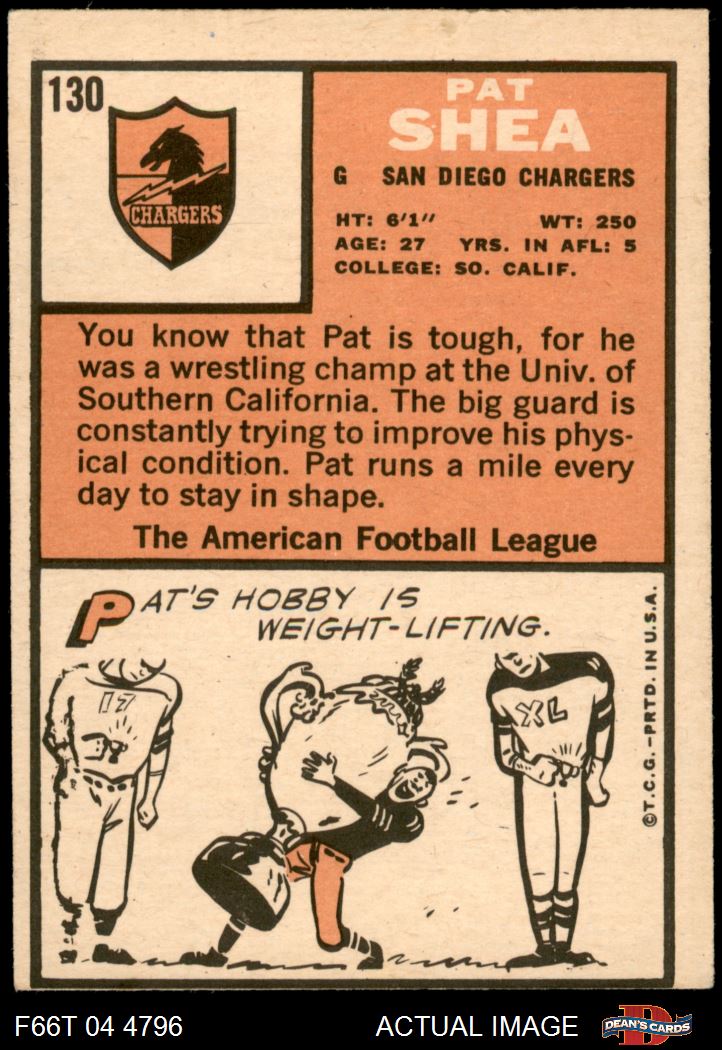 130
CHARGERS
PAT
SHEA
G SAN DIEGO CHARGERS
HT: 6'1" WT: 250
AGE: 27 YRS. IN AFL: 5
COLLEGE: SO. CALIF.
You know that Pat is tough, for he
was a wrestling champ at the Univ. of
Southern California. The big guard is
constantly trying to improve his phys-
ical condition. Pat runs a mile every
day to stay in shape.
The American Football League
PAT'S HOBBY IS
WEIGHT-LIFTING.
XL
©T.C.G.-PRTD. IN U.S.A.
F66T 04 4796
ACTUAL IMAGE
D
DEAN'S CARDS